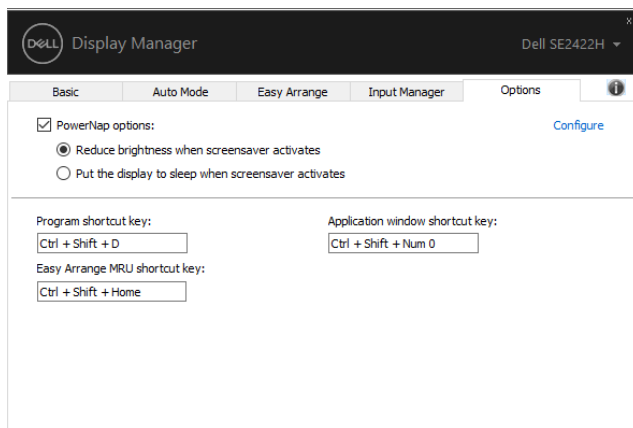 DELL Display Manager Dell SE2422H
Basic Auto Mode Easy Arrange Input Manager Options
PowerNap options: Configure
Reduce brightness when screensaver activates
Put the display to sleep when screensaver activates
Program shortcut key: Application window shortcut key:
Ctrl + Shift + D Ctrl + Shift + Num 0
Easy Arrange MRU shortcut key:
Ctrl + Shift + Home